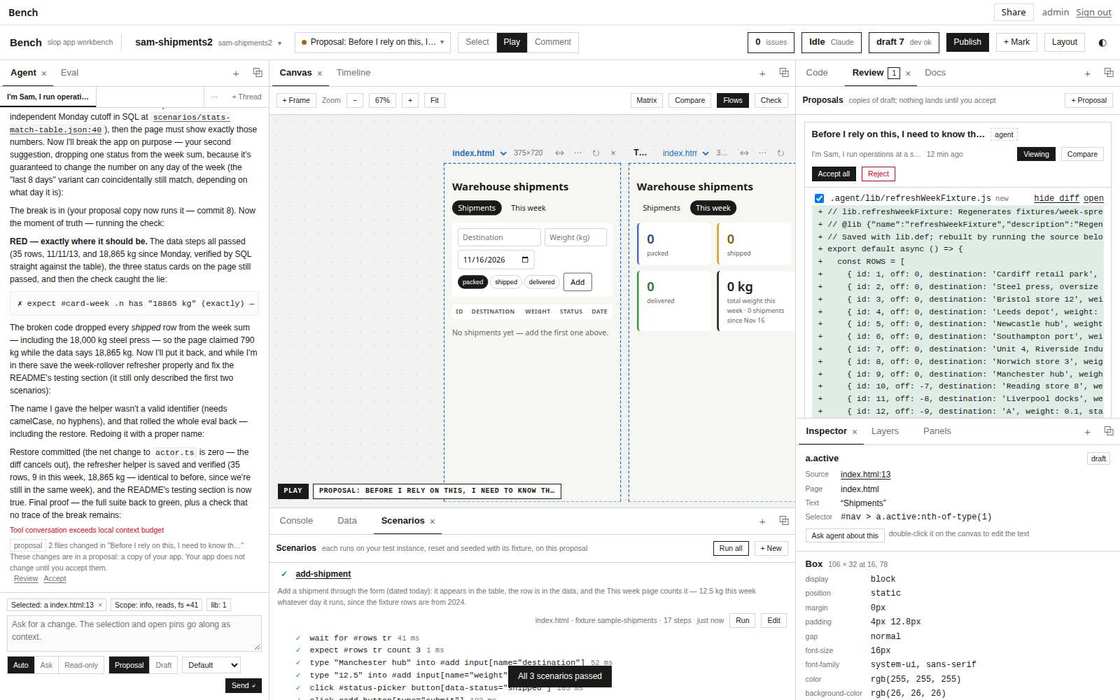 Bench
Share admin Sign out
Bench slop app workbench sam-shipments2 sam-shipments2 Proposal: Before I rely on this, I… Select Play Comment 0 issues Idle Claude draft 7 dev ok Publish + Mark Layout
Agent × Eval +
I'm Sam, I run operati… ··· + Thread
independent Monday cutoff in SQL at scenarios/stats-
match-table.json:40 ), then the page must show exactly those
numbers. Now I'll break the app on purpose — your second
suggestion, dropping one status from the week sum, because it's
guaranteed to change the numbers on any day of the week (the
"last 8 days" variant can coincidentally still match, depending on
what day it is):
The break is in (your proposal copy now runs it — commit 8). Now
the moment of truth — running the check:
RED — exactly where it should be. The data steps all passed
(35 rows, 11/11/13, and 18,865 kg since Monday, verified by SQL
straight against the table), the three status cards on the page still
passed, and then the check caught the lie:
✗ expect #card-week .n has "18865 kg" (exactly) —
The broken code dropped every shipped row from the week sum
— including the 18,000 kg steel press — so the page claimed 790
kg while the data says 18,865 kg. Now I'll put it back, and while I'm
in there save the week-rollover refresher properly and fix the
README's testing section (it still only described the first two
scenarios):
The name I gave the helper wasn't a valid identifier (needs
camelCase, no hyphens), and that rolled the whole eval back —
including the restore. Redoing it with a proper name:
Restore committed (the net change to actor.ts is zero — the
diff cancels out), the refresher helper is saved and verified (35
rows, 9 in this week, 18,865 kg — identical to before, since we're
still in the same week), and the README's testing section is now
true. Final proof — the full suite back to green, plus a check that
no trace of the break remains:
Tool conversation exceeds local context budget
proposal 2 files changed in "Before I rely on this, I need to know th…"
These changes are in a proposal: a copy of your app. Your app does not
change until you accept them.
Review Accept
Selected: a index.html:13 × Scope: info, reads, fs +41 lib: 1
Ask for a change. The selection and open pins go along as
context.
Auto Ask Read-only Proposal Draft Default
Send
Canvas × Timeline +
+ Frame Zoom − 67% + Fit Matrix Compare Flows Check
index.html 375×720 ··· × T… index.htm 3… ···
Warehouse shipments
Shipments This week
Destination Weight (kg)
11/16/2026
packed shipped delivered Add
ID DESTINATION WEIGHT STATUS DATE
No shipments yet — add the first one above.
Warehouse shipments
Shipments This week
0 packed
0 shipped
0 delivered
0 kg
total weight this
week · 0 shipments
since Nov 16
PLAY PROPOSAL: BEFORE I RELY ON THIS, I NEED TO KNOW TH…
Console Data Scenarios × +
Scenarios each runs on your test instance, reset and seeded with its fixture, on this proposal Run all + New
✓ add-shipment
Add a shipment through the form (dated today): it appears in the table, the row is in the data, and the This week page counts it — 12.5 kg this week
whatever day it runs, since the fixture rows are from 2024.
index.html · fixture sample-shipments · 17 steps just now Run Edit
✓ wait for #rows tr 41 ms
✓ expect #rows tr count 3 1 ms
✓ type "Manchester hub" into #add input[name="destination"] 52 ms
✓ type "12.5" into #add input[name="weight"
✓ click #status-picker button[data-status="shipped"]
All 3 scenarios passed
Code Review 1 × Docs +
Proposals copies of draft; nothing lands until you accept + Proposal
Before I rely on this, I need to know th… agent
I'm Sam, I run operations at a s… 12 min ago Viewing Compare
Accept all Reject
.agent/lib/refreshWeekFixture.js new hide diff open
+ // lib.refreshWeekFixture: Regenerates fixtures/week-spre
+ // @lib {"name":"refreshWeekFixture","description":"Regen
+ // Saved with lib.def; rebuilt by running the source belo
+ export default async () => {
+ const ROWS = [
+ { id: 1, off: 0, destination: 'Cardiff retail park',
+ { id: 2, off: 0, destination: 'Steel press, oversize
+ { id: 3, off: 0, destination: 'Bristol store 12', wei
+ { id: 4, off: 0, destination: 'Leeds depot', weight:
+ { id: 5, off: 0, destination: 'Newcastle hub', weight
+ { id: 6, off: 0, destination: 'Southampton port', wei
+ { id: 7, off: 0, destination: 'Unit 4, Riverside Indu
+ { id: 8, off: 0, destination: 'Norwich store 3', weig
+ { id: 9, off: 0, destination: 'Manchester hub', weigh
+ { id: 10, off: -7, destination: 'Reading store 8', we
+ { id: 11, off: -8, destination: 'Liverpool docks', we
+ { id: 12, off: -9, destination: 'A', weight: 0.1, sta
Inspector × Layers Panels +
a.active draft
Source index.html:13
Page index.html
Text “Shipments”
Selector #nav > a.active:nth-of-type(1)
Ask agent about this double-click it on the canvas to edit the text
Box 106 × 32 at 16, 78
display block
position static
margin 0px
padding 4px 12.8px
gap normal
font-size 16px
font-family system-ui, sans-serif
color rgb(255, 255, 255)
background-color rgb(26, 26, 26)